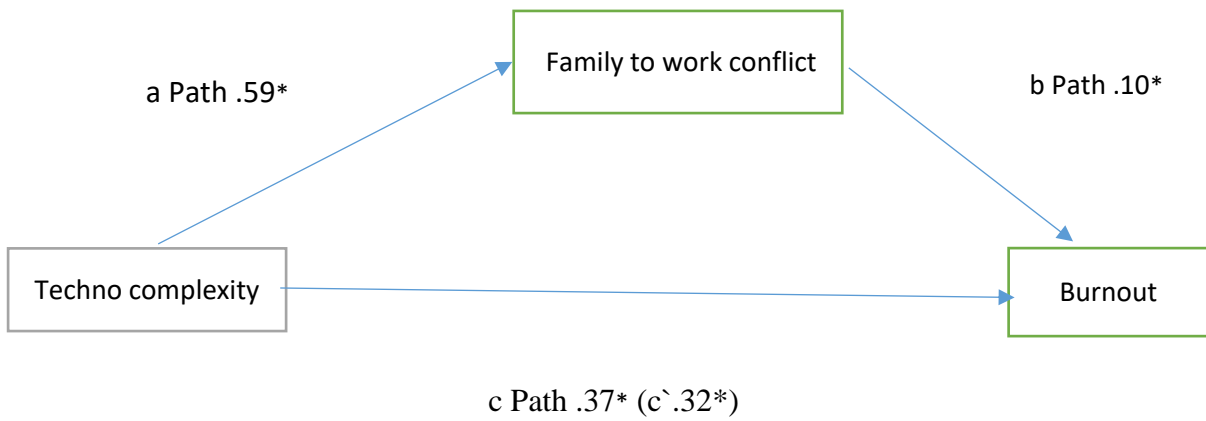 Family to work conflict
a Path .59*
b Path .10*
Techno complexity
Burnout
c Path .37* (c`.32*)